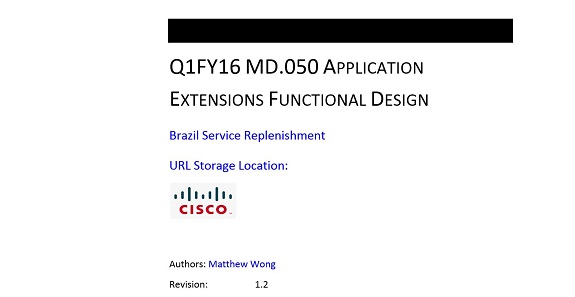 Q1FY16 MD.050 APPLICATION
EXTENSIONS FUNCTIONAL DESIGN
Brazil Service Replenishment
URL Storage Location:
CISCO
Authors: Matthew Wong
Revision: 1.2